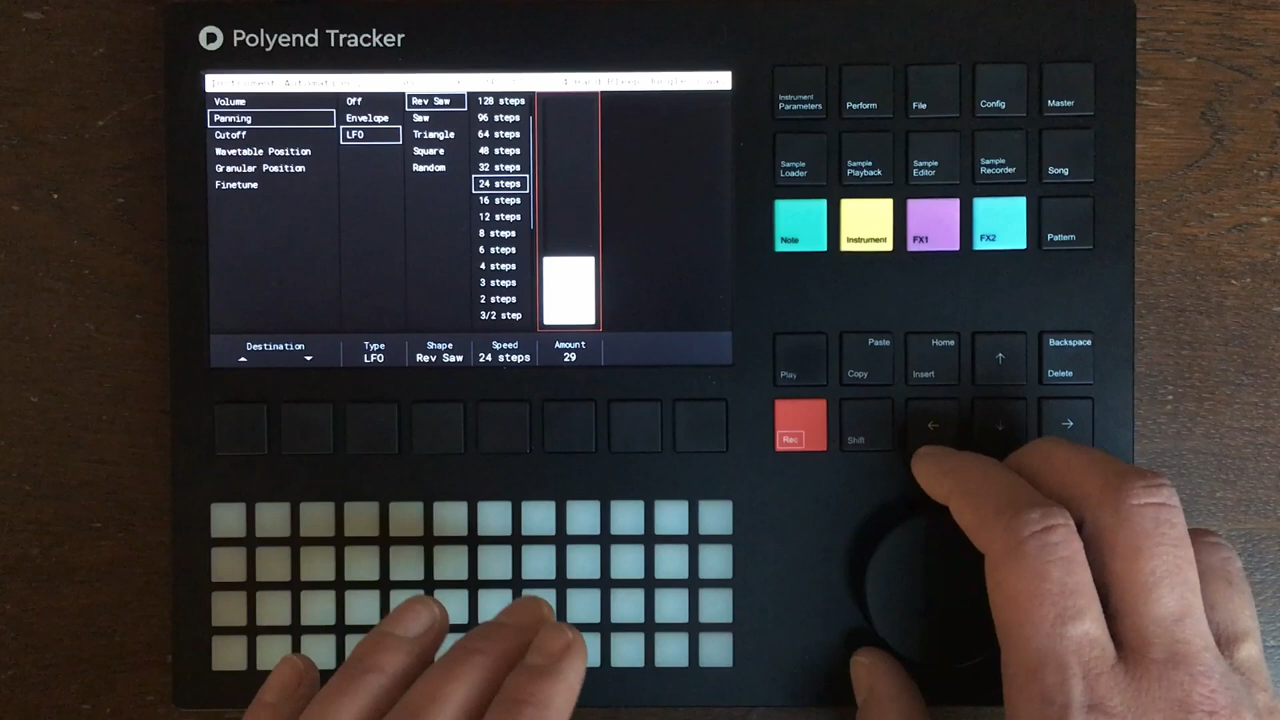 Polyend Tracker
Volume
Panning
Cutoff
Wavetable Position
Granular Position
Finetune
Off
Envelope
LFO
Rev Saw
Saw
Triangle
Square
Random
128 steps
96 steps
64 steps
48 steps
32 steps
24 steps
16 steps
12 steps
8 steps
6 steps
4 steps
3 steps
2 steps
3/2 step
Destination
Type
LFO
Shape
Rev Saw
Speed
24 steps
Amount
29
Instrument
Parameters
Perform
File
Config
Master
Sample
Loader
Sample
Playback
Sample
Editor
Sample
Recorder
Song
Note
Instrument
FX1
FX2
Pattern
Play
Paste
Copy
Home
Insert
↑
Backspace
Delete
Rec
Shift
←
↓
→